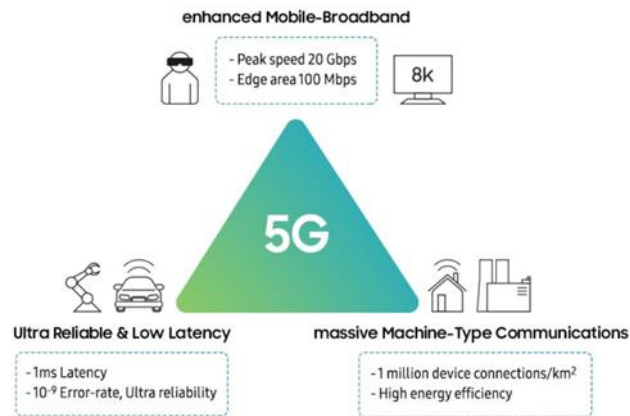 enhanced Mobile-Broadband
- Peak speed 20 Gbps
- Edge area 100 Mbps
8k
5G
Ultra Reliable & Low Latency
- 1ms Latency
- 10⁻⁹ Error-rate, Ultra reliability
massive Machine-Type Communications
- 1 million device connections/km²
- High energy efficiency